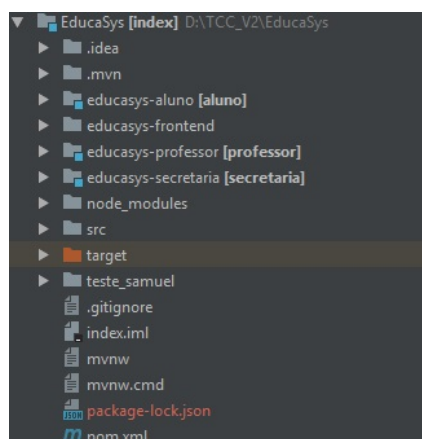 EducaSys [index] D:\TCC_V2\EducaSys
.idea
.mvn
educasys-aluno [aluno]
educasys-frontend
educasys-professor [professor]
educasys-secretaria [secretaria]
node_modules
src
target
teste_samuel
.gitignore
index.iml
mvnw
mvnw.cmd
JSON package-lock.json
m pom.xml